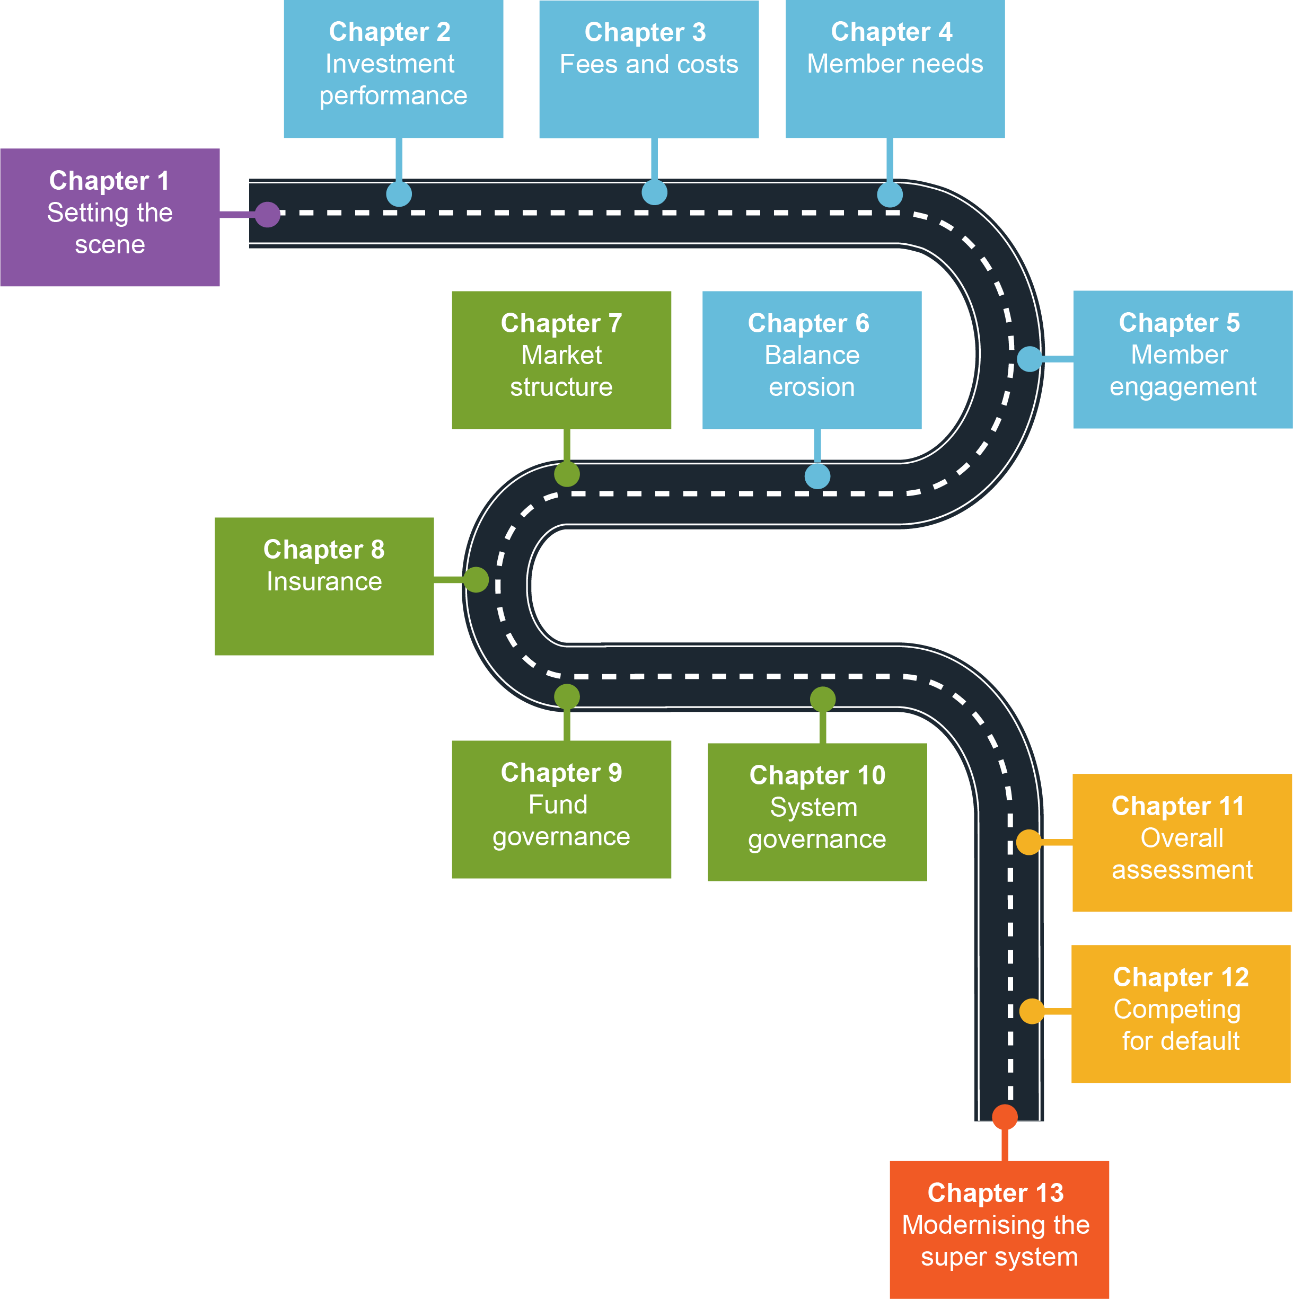 Chapter 1
Setting the
scene
Chapter 2
Investment
performance
Chapter 3
Fees and costs
Chapter 4
Member needs
Chapter 5
Member
engagement
Chapter 6
Balance
erosion
Chapter 7
Market
structure
Chapter 8
Insurance
Chapter 9
Fund
governance
Chapter 10
System
governance
Chapter 11
Overall
assessment
Chapter 12
Competing
for default
Chapter 13
Modernising the
super system